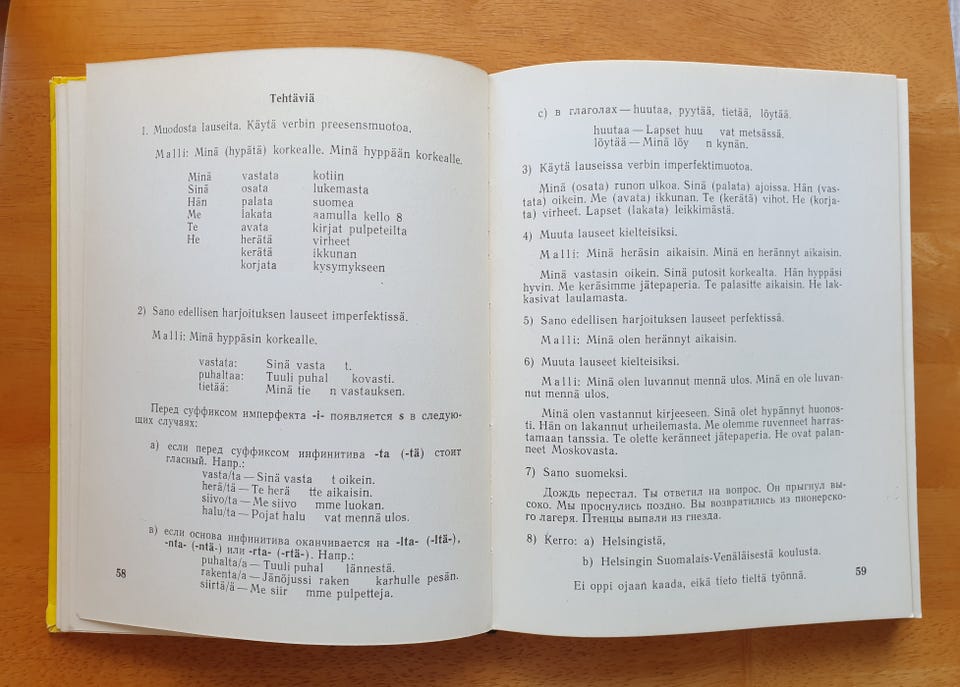 Tehtäviä
1. Muodosta lauseita. Käytä verbin preesensmuotoa.
Malli: Minä (hypätä) korkealle. Minä hyppään korkealle.
Minä vastata kotiin
Sinä osata lukemasta
Hän palata suomea
Me lakata aamulla kello 8
Te avata kirjat pulpeteilta
He herätä virheet
kerätä ikkunan
korjata kysymykseen
2) Sano edellisen harjoituksen lauseet imperfektissä.
Malli: Minä hyppäsin korkealle.
vastata: Sinä vasta t.
puhaltaa: Tuuli puhal kovasti.
tietää: Minä tie n vastauksen.
Перед суффиксом имперфекта -i- появляется s в следую-
щих случаях:
a) если перед суффиксом инфинитива -ta (-tä) стоит
гласный. Напр.:
vasta/ta — Sinä vasta t oikein.
herä/tä — Te herä tte aikaisin.
siivo/ta — Me siivo mme luokan.
halu/ta — Pojat halu vat mennä ulos.
в) если основа инфинитива оканчивается на -lta- (-ltä-),
-nta- (-ntä-) или -rta- (-rtä-). Напр.:
puhalta/a — Tuuli puhal lännestä.
rakenta/a — Jänöjussi raken karhulle pesän.
siirtä/ä — Me siir mme pulpetteja.
58
c) в глаголах — huutaa, pyytää, tietää, löytää.
huutaa — Lapset huu vat metsässä.
löytää — Minä löy n kynän.
3) Käytä lauseissa verbin imperfektimuotoa.
Minä (osata) runon ulkoa. Sinä (palata) ajoissa. Hän (vas-
tata) oikein. Me (avata) ikkunan. Te (kerätä) vihot. He (korja-
ta) virheet. Lapset (lakata) leikkimästä.
4) Muuta lauseet kielteisiksi.
Malli: Minä heräsin aikaisin. Minä en herännyt aikaisin.
Minä vastasin oikein. Sinä putosit korkealta. Hän hyppäsi
hyvin. Me keräsimme jätepaperia. Te palasitte aikaisin. He lak-
kasivat laulamasta.
5) Sano edellisen harjoituksen lauseet perfektissä.
Malli: Minä olen herännyt aikaisin.
6) Muuta lauseet kielteisiksi.
Malli: Minä olen luvannut mennä ulos. Minä en ole luvan-
nut mennä ulos.
Minä olen vastannut kirjeeseen. Sinä olet hypännyt huonos-
ti. Hän on lakannut urheilemasta. Me olemme ruvenneet harras-
tamaan tanssia. Te olette keränneet jätepaperia. He ovat palan-
neet Moskovasta.
7) Sano suomeksi.
Дождь перестал. Ты ответил на вопрос. Он прыгнул вы-
соко. Мы проснулись поздно. Вы возвратились из пионерско-
го лагеря. Птенцы выпали из гнезда.
8) Kerro: a) Helsingistä,
b) Helsingin Suomalais-Venäläisestä koulusta.
Ei oppi ojaan kaada, eikä tieto tieltä työnnä.
59